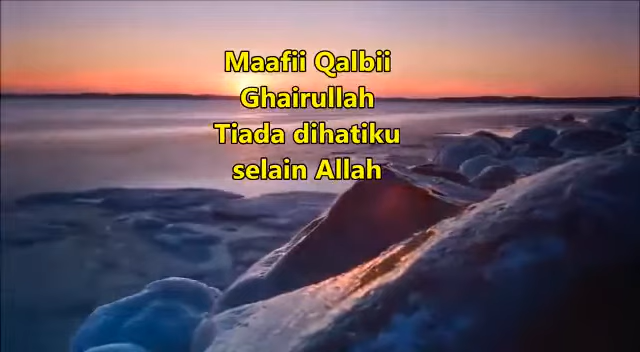 Maafii Qalbii
Ghairullah
Tiada dihatiku
selain Allah